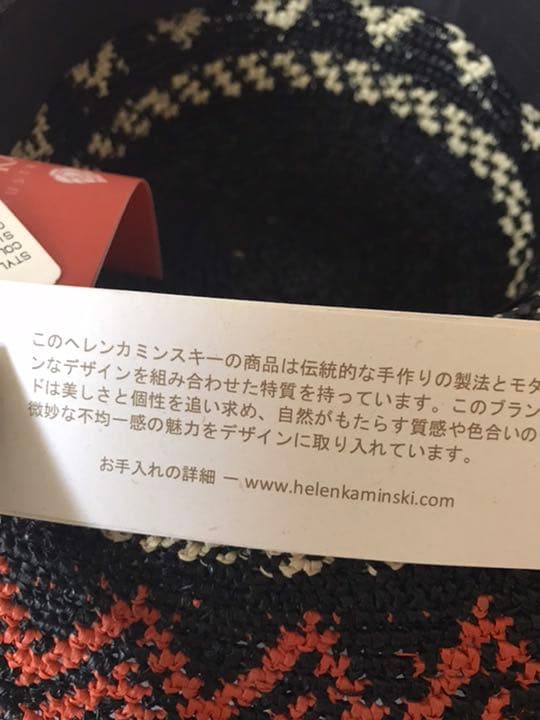 STYL
COL
SI
このヘレンカミンスキーの商品は伝統的な手作りの製法とモダ
ンなデザインを組み合わせた特質を持っています。このブラン
ドは美しさと個性を追い求め、自然がもたらす質感や色合いの
微妙な不均一感の魅力をデザインに取り入れています。
お手入れの詳細 － www.helenkaminski.com